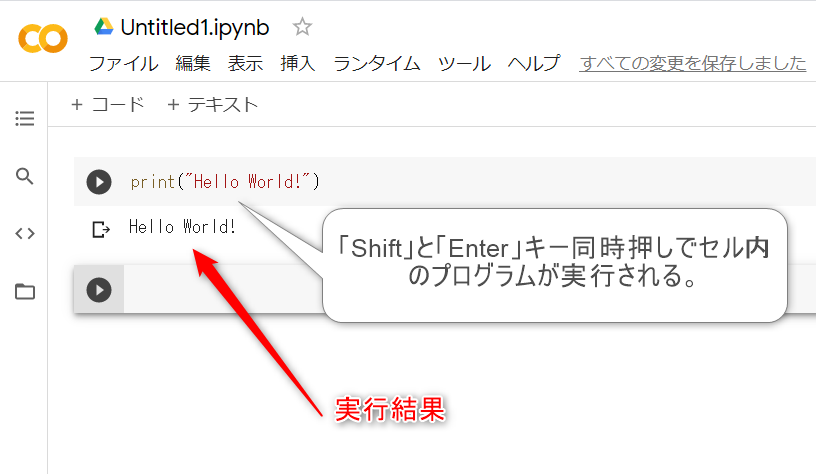 Untitled1.ipynb
ファイル 編集 表示 挿入 ランタイム ツール ヘルプ すべての変更を保存しました
+ コード + テキスト
print("Hello World!")
Hello World!
「Shift」と「Enter」キー同時押しでセル内
のプログラムが実行される。
実行結果